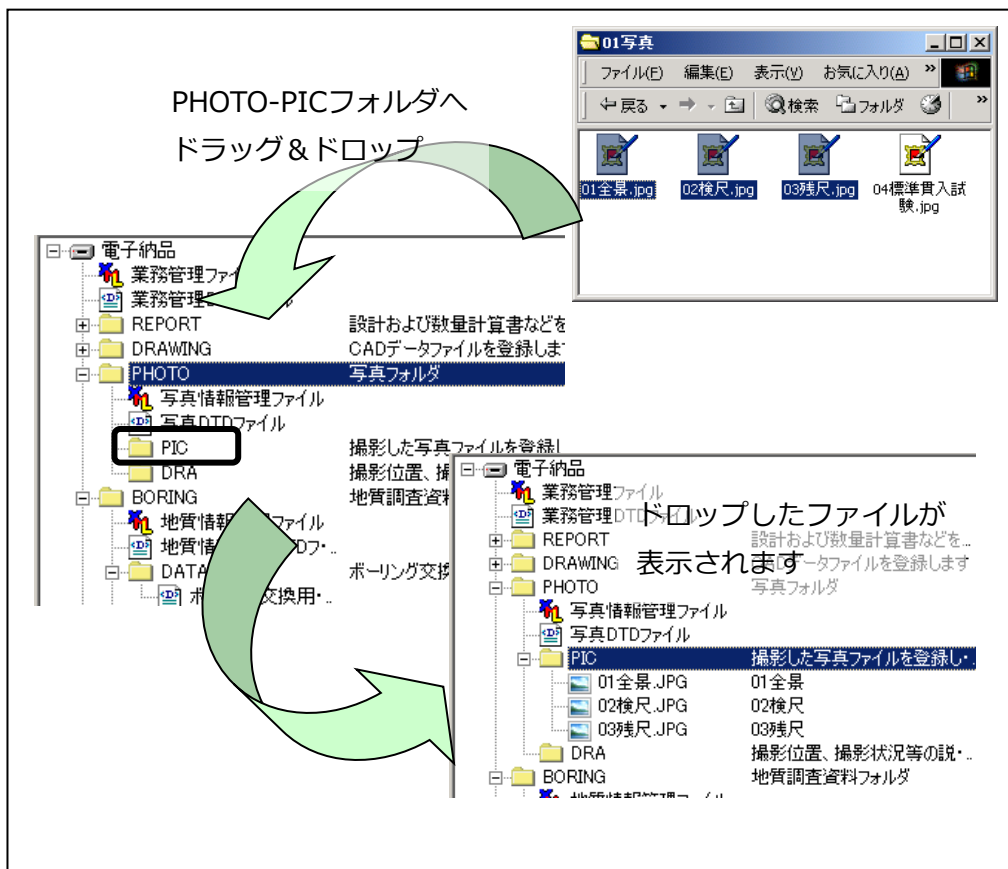 PHOTO-PICフォルダへ
ドラッグ＆ドロップ
01写真
ファイル(F) 編集(E) 表示(V) お気に入り(A) »
戻る 検索 フォルダ »
01全景.jpg 02検尺.jpg 03残尺.jpg 04標準貫入試
験.jpg
電子納品
業務管理ファイ
業務管理
REPORT 設計および数量計算書などを
DRAWING CADデータファイルを登録しま
PHOTO 写真フォルダ
写真情報管理ファイル
写真DTDファイル
PIC 撮影した写真ファイルを登録し
DRA 撮影位置、撮
BORING 地質調査資料
地質情報 ファイル
地質情 Dフ・..
DATA ボーリング交換
交換用・..
ドロップしたファイルが
表示されます
電子納品
業務管理ファイル
業務管理DTDファイル
REPORT 設計および数量計算書などを...
DRAWING CADデータファイルを登録します
PHOTO 写真フォルダ
写真情報管理ファイル
写真DTDファイル
PIC 撮影した写真ファイルを登録し・..
01全景.JPG 01全景
02検尺.JPG 02検尺
03残尺.JPG 03残尺
DRA 撮影位置、撮影状況等の説・..
BORING 地質調査資料フォルダ